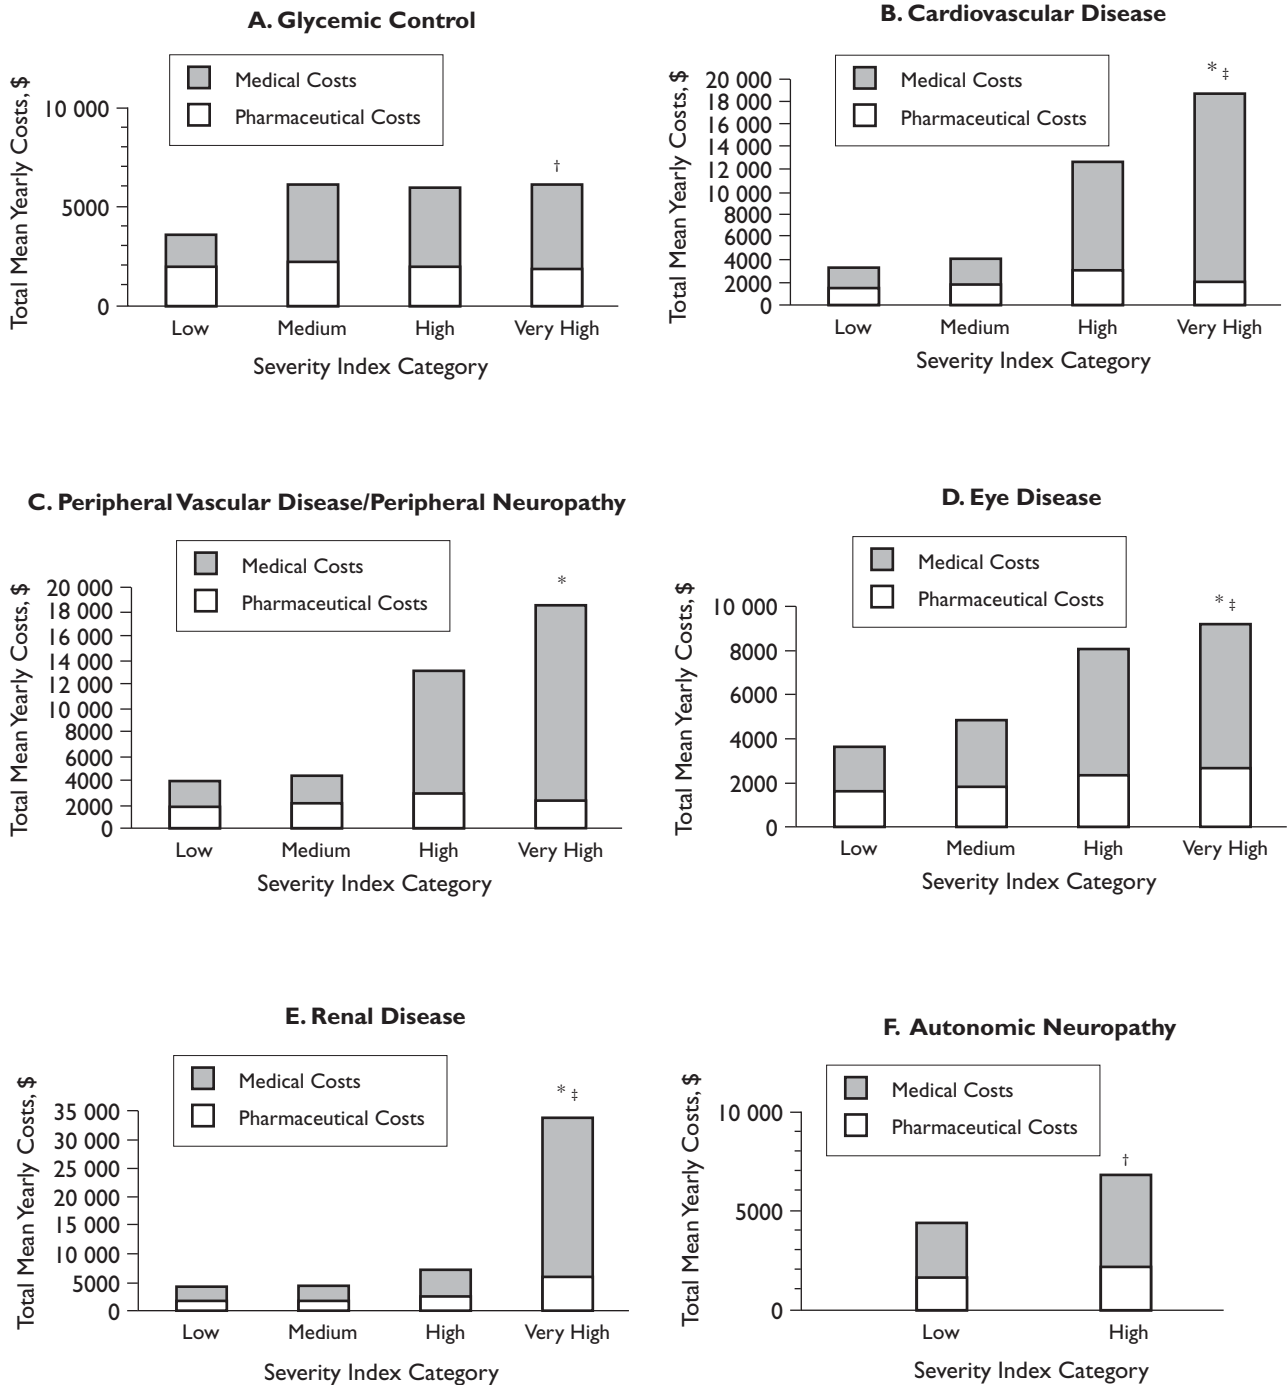 A. Glycemic Control
Total Mean Yearly Costs, $
Medical Costs
Pharmaceutical Costs
10 000
5000
0
†
Low Medium High Very High
Severity Index Category
B. Cardiovascular Disease
Total Mean Yearly Costs, $
Medical Costs
Pharmaceutical Costs
20 000
18 000
16 000
14 000
12 000
10 000
8000
6000
4000
2000
0
* ‡
Low Medium High Very High
Severity Index Category
C. Peripheral Vascular Disease/Peripheral Neuropathy
Total Mean Yearly Costs, $
Medical Costs
Pharmaceutical Costs
20 000
18 000
16 000
14 000
12 000
10 000
8000
6000
4000
2000
0
*
Low Medium High Very High
Severity Index Category
D. Eye Disease
Total Mean Yearly Costs, $
Medical Costs
Pharmaceutical Costs
10 000
8000
6000
4000
2000
0
* ‡
Low Medium High Very High
Severity Index Category
E. Renal Disease
Total Mean Yearly Costs, $
Medical Costs
Pharmaceutical Costs
35 000
30 000
25 000
20 000
15 000
10 000
5000
0
* ‡
Low Medium High Very High
Severity Index Category
F. Autonomic Neuropathy
Total Mean Yearly Costs, $
Medical Costs
Pharmaceutical Costs
10 000
5000
0
†
Low High
Severity Index Category